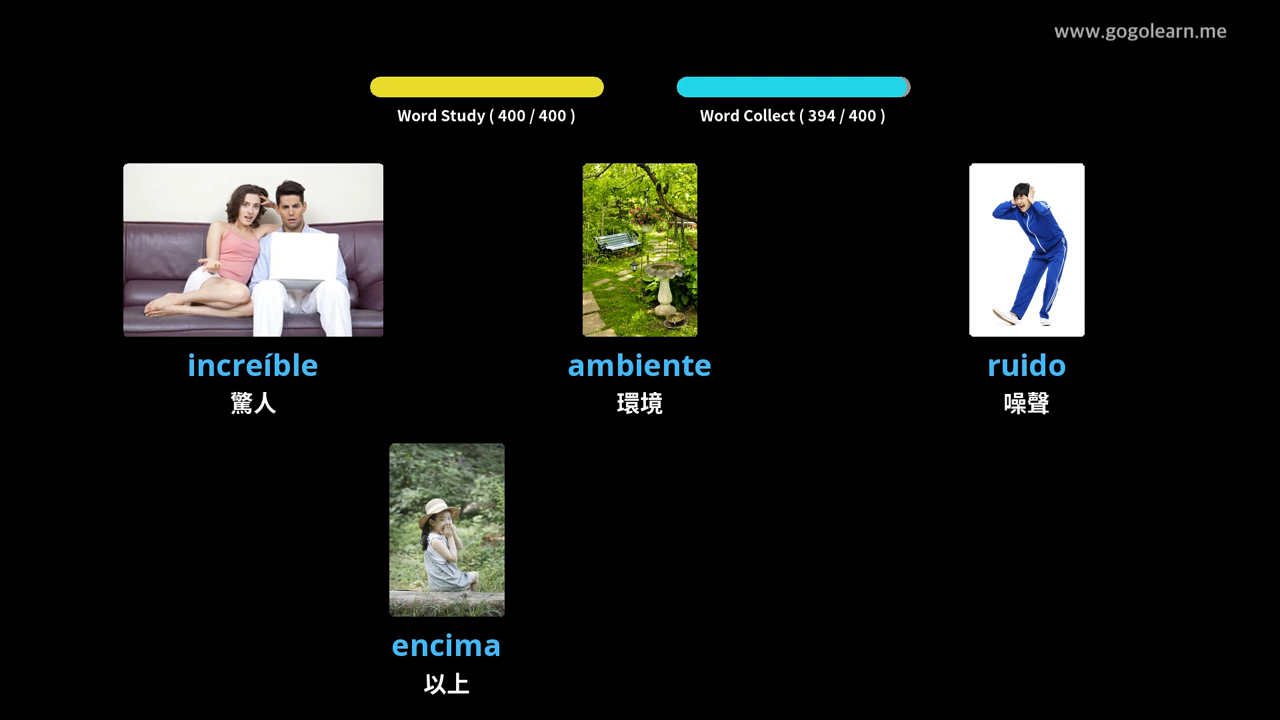 www.gogolearn.me
Word Study ( 400 / 400 )
Word Collect ( 394 / 400 )
increíble
驚人
ambiente
環境
ruido
噪聲
encima
以上